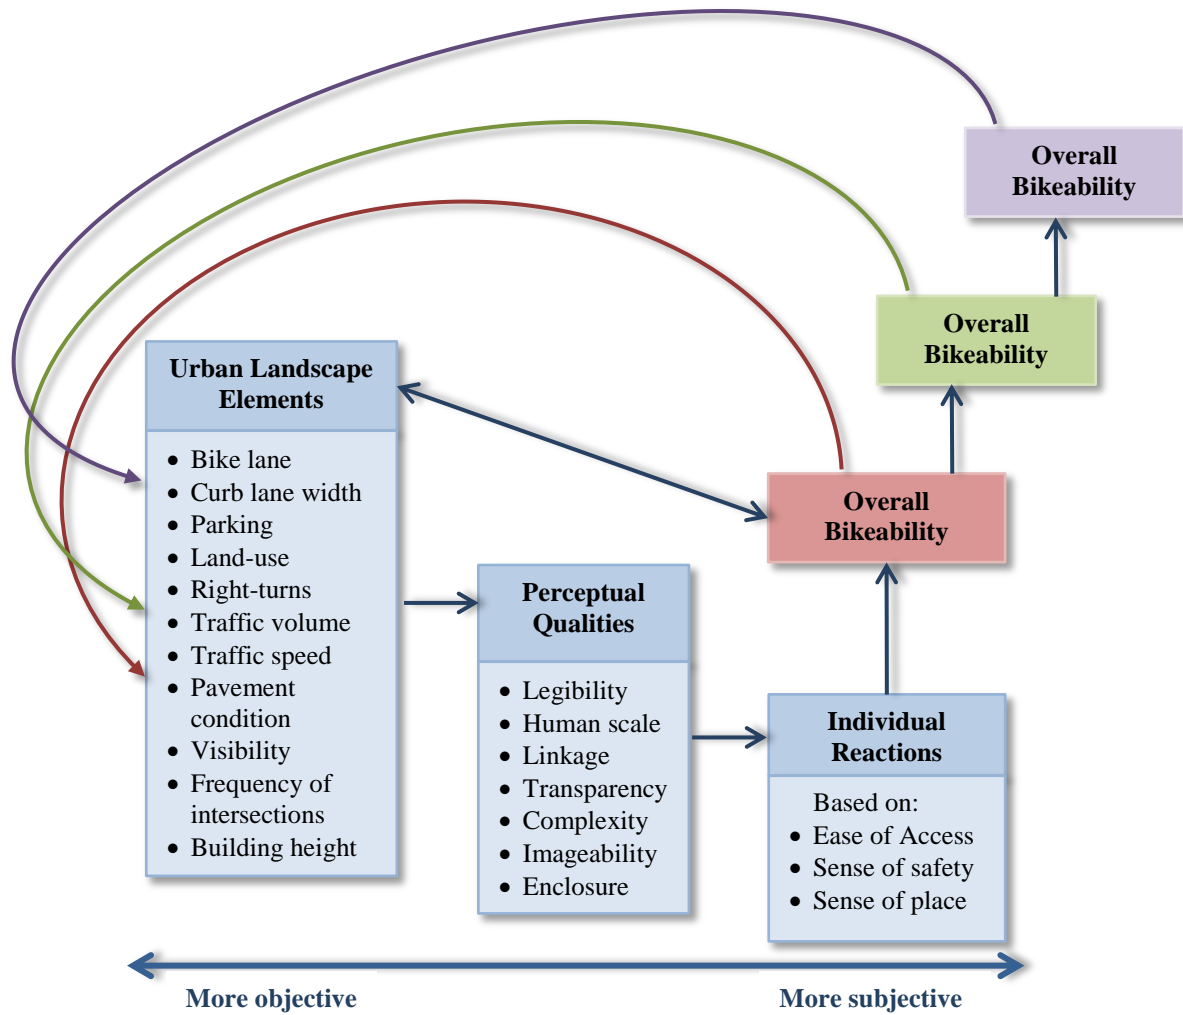 Overall
Bikeability
Overall
Bikeability
Overall
Bikeability
Urban Landscape
Elements
• Bike lane
• Curb lane width
• Parking
• Land-use
• Right-turns
• Traffic volume
• Traffic speed
• Pavement
condition
• Visibility
• Frequency of
intersections
• Building height
Perceptual
Qualities
• Legibility
• Human scale
• Linkage
• Transparency
• Complexity
• Imageability
• Enclosure
Individual
Reactions
Based on:
• Ease of Access
• Sense of safety
• Sense of place
More objective
More subjective